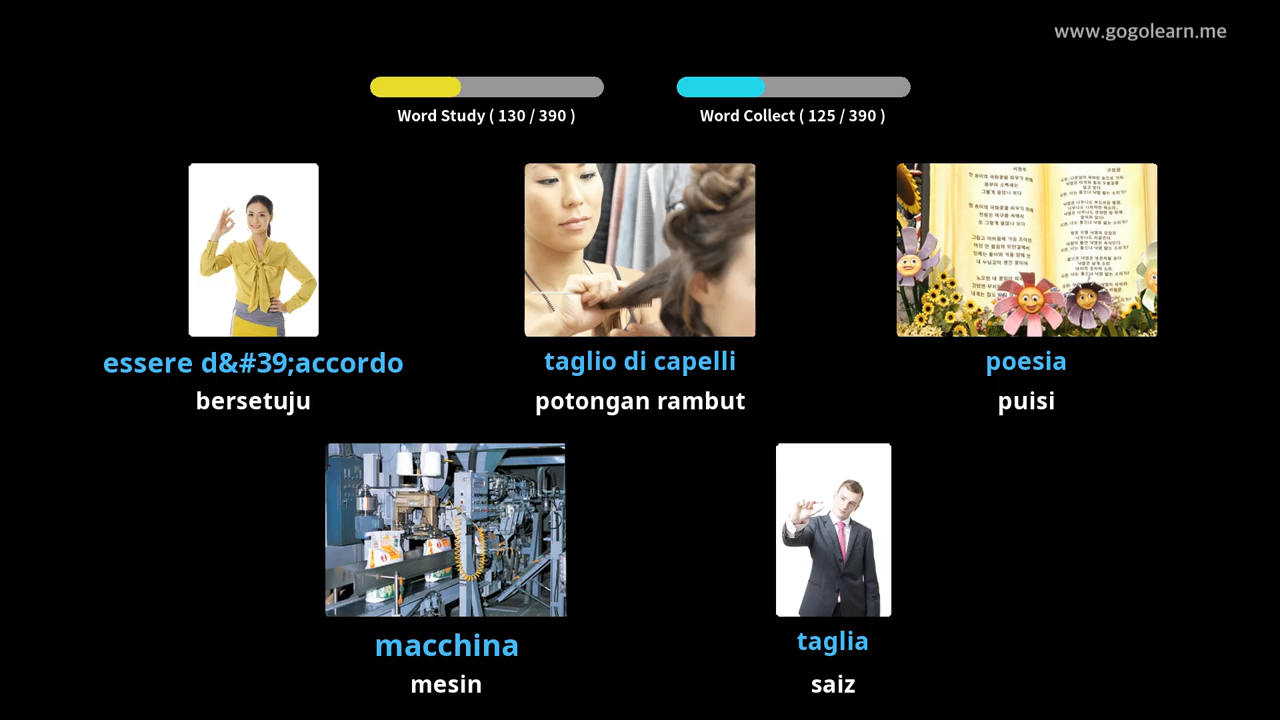 www.gogolearn.me
Word Study ( 130 / 390 )
Word Collect ( 125 / 390 )
essere d&#39;accordo
taglio di capelli
poesia
bersetuju
potongan rambut
puisi
macchina
taglia
mesin
saiz